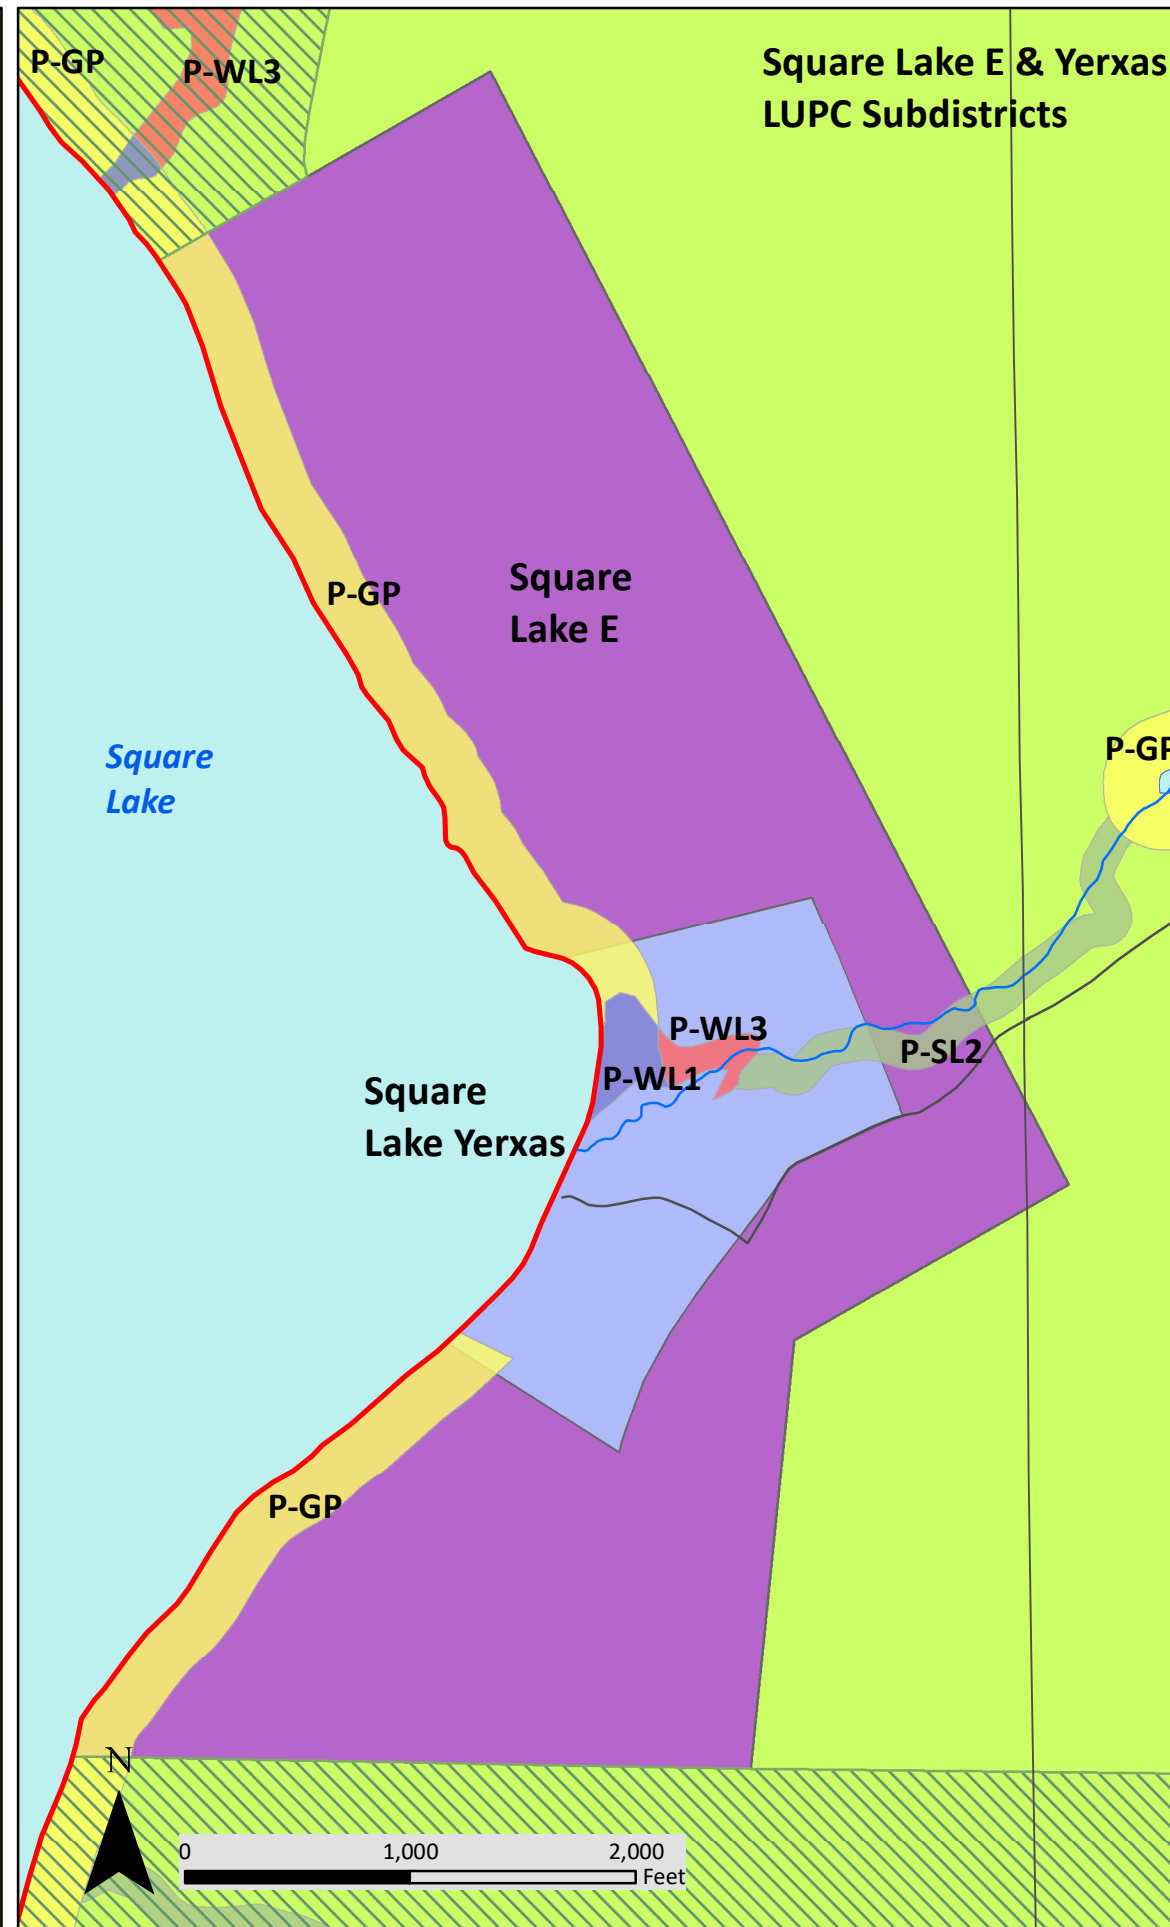 P-GP
P-WL3
Square Lake E & Yerxas
LUPC Subdistricts
Square
Lake E
P-GP
Square
Lake
P-GP
P-WL3
P-SL2
P-WL1
Square
Lake Yerxas
P-GP
N
0
1,000
2,000
Feet